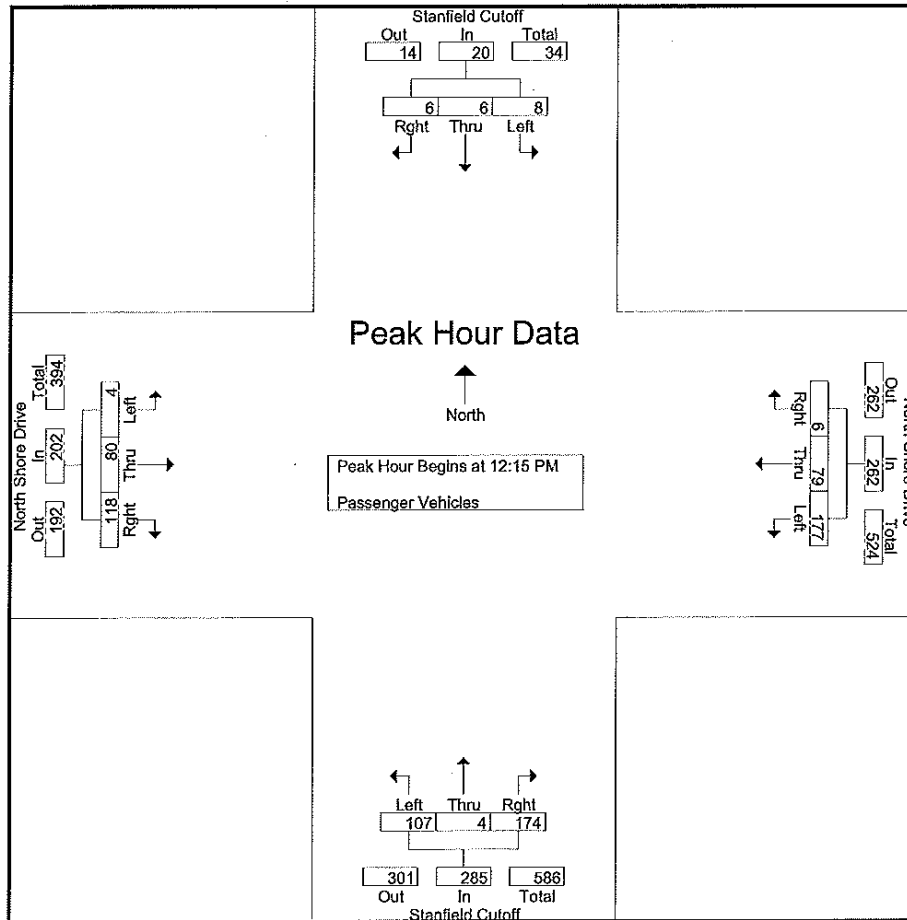 Stanfield Cutoff
Out In Total
14 20 34
6 6 8
Rght Thru Left
Peak Hour Data
North
Peak Hour Begins at 12:15 PM
Passenger Vehicles
North Shore Drive
Out In Total
192 202 394
Rght Thru Left
118 80 4
Out In Total
262 262 524
Rght Thru Left
6 79 177
Left Thru Rght
107 4 174
301 285 586
Out In Total
Stanfield Cutoff